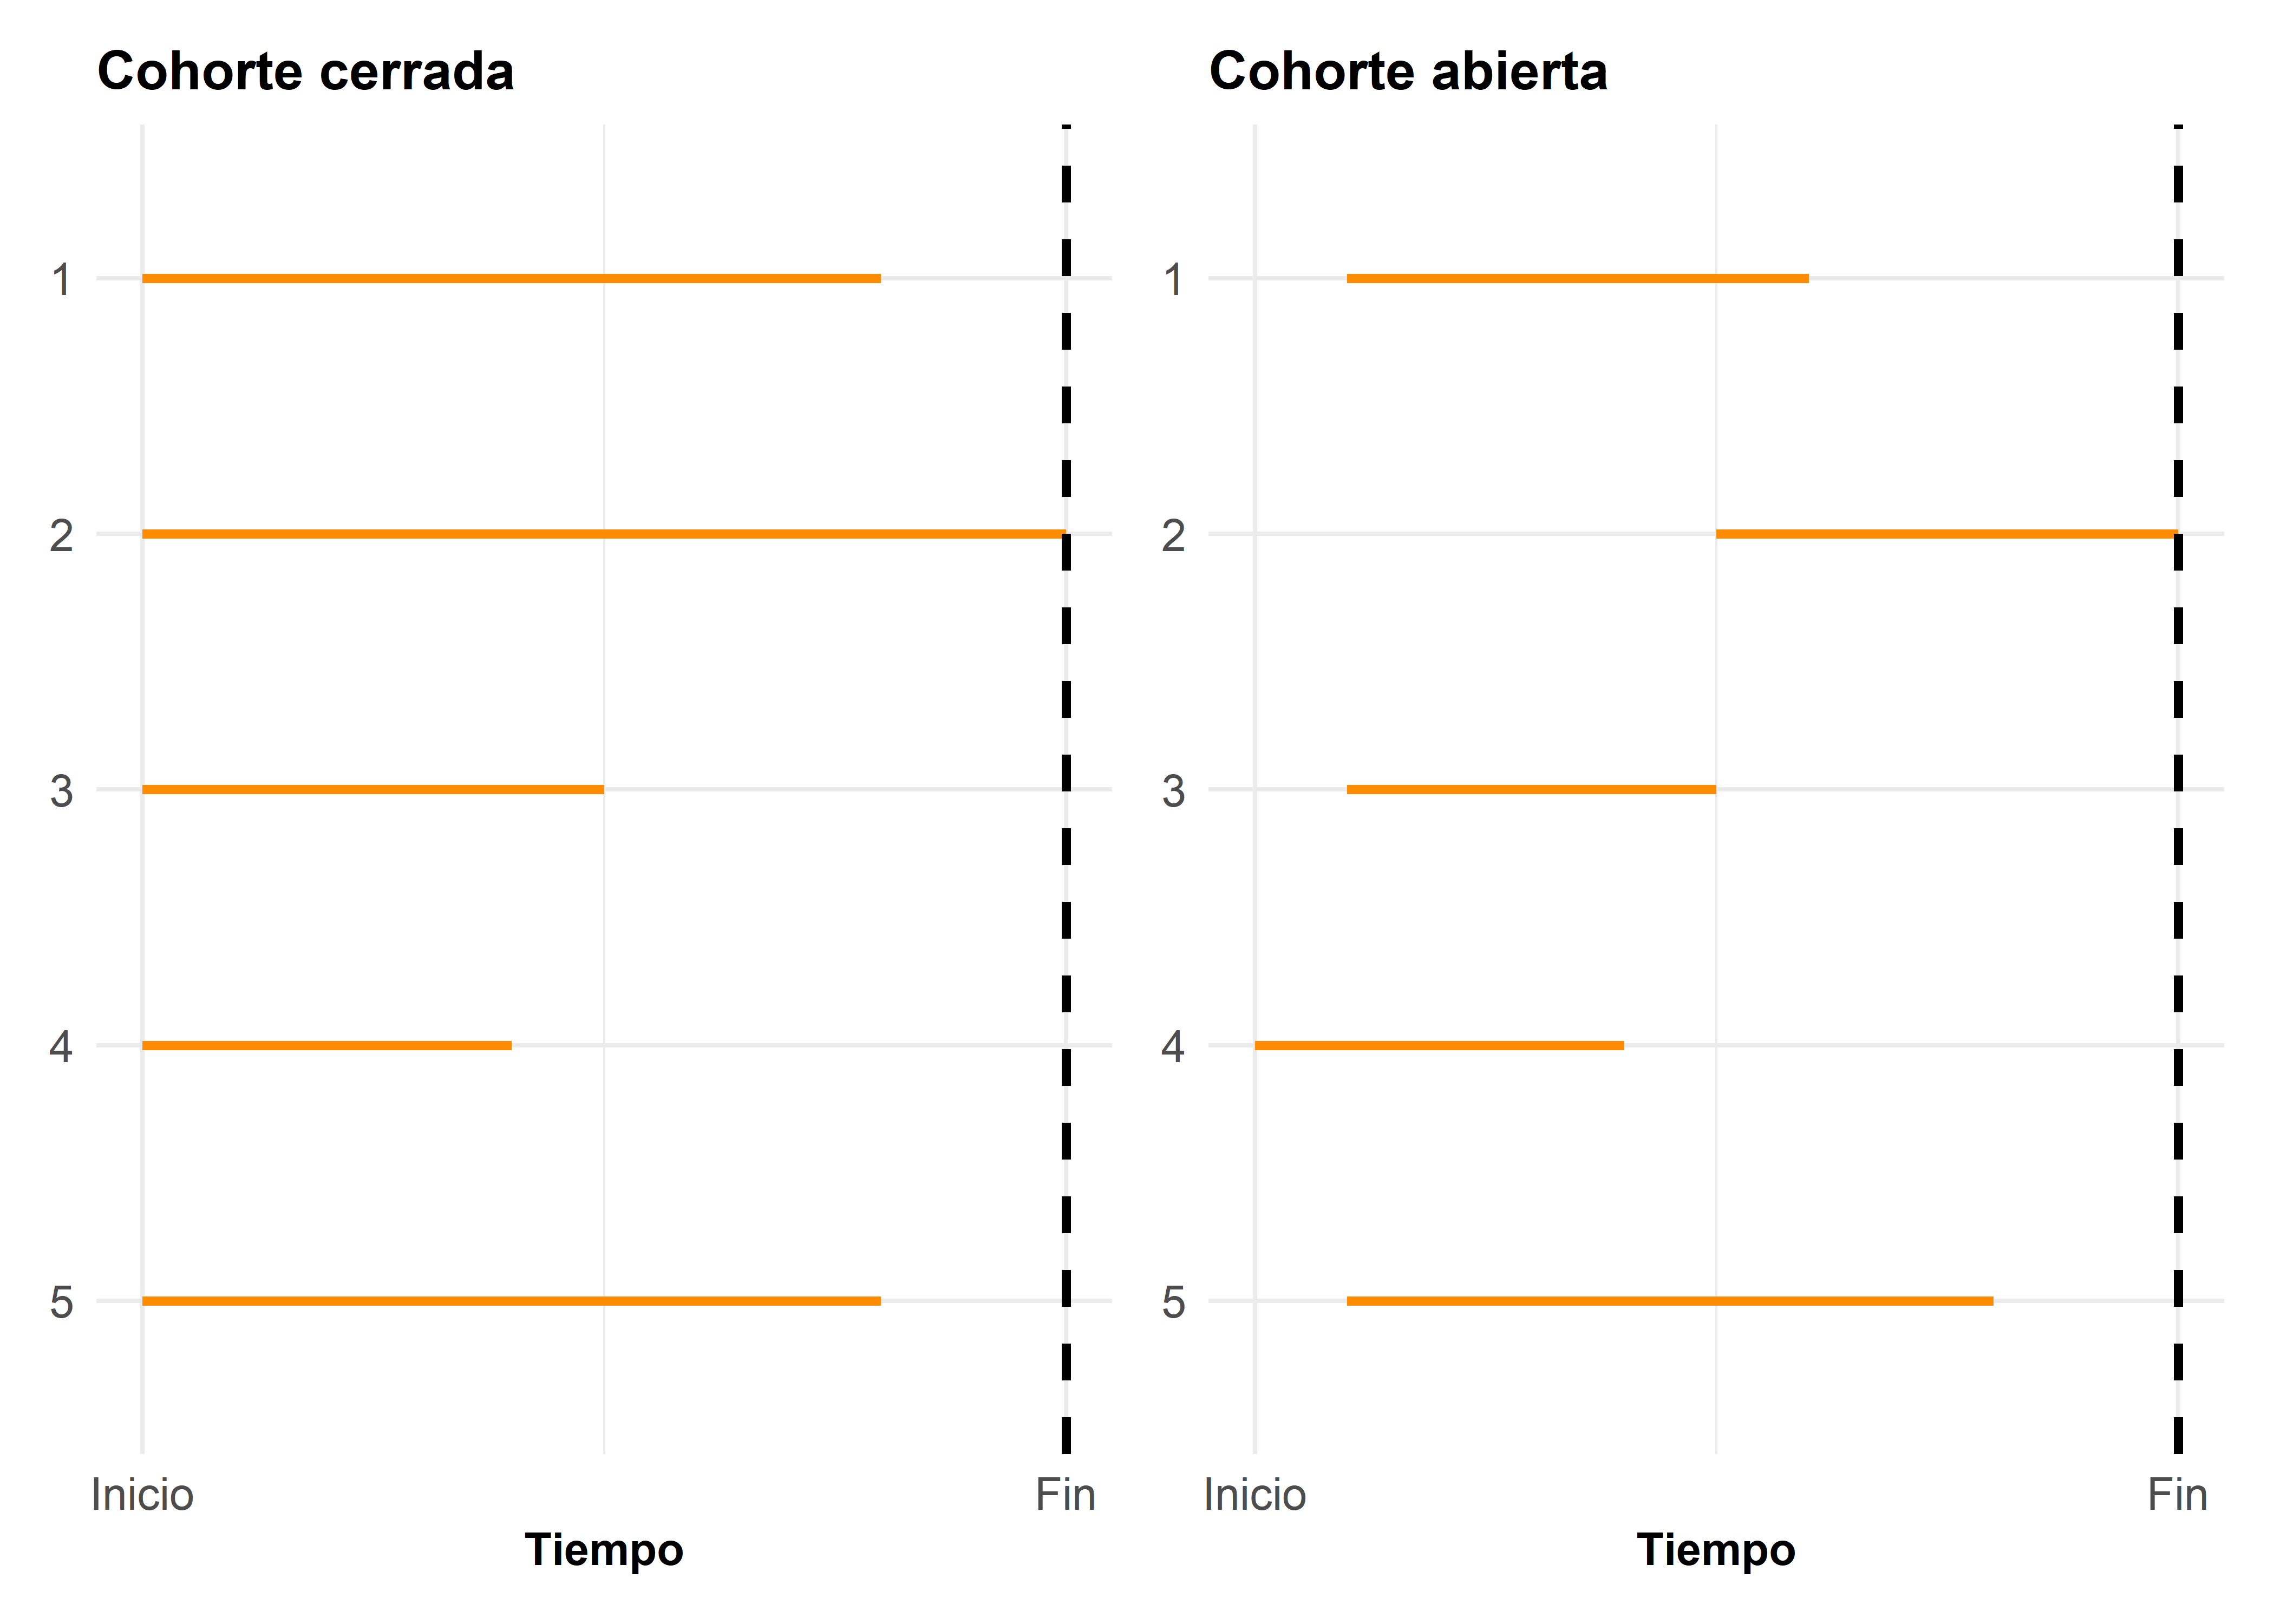 Cohorte cerrada
1
2
3
4
5
Inicio
Fin
Tiempo
Cohorte abierta
1
2
3
4
5
Inicio
Fin
Tiempo